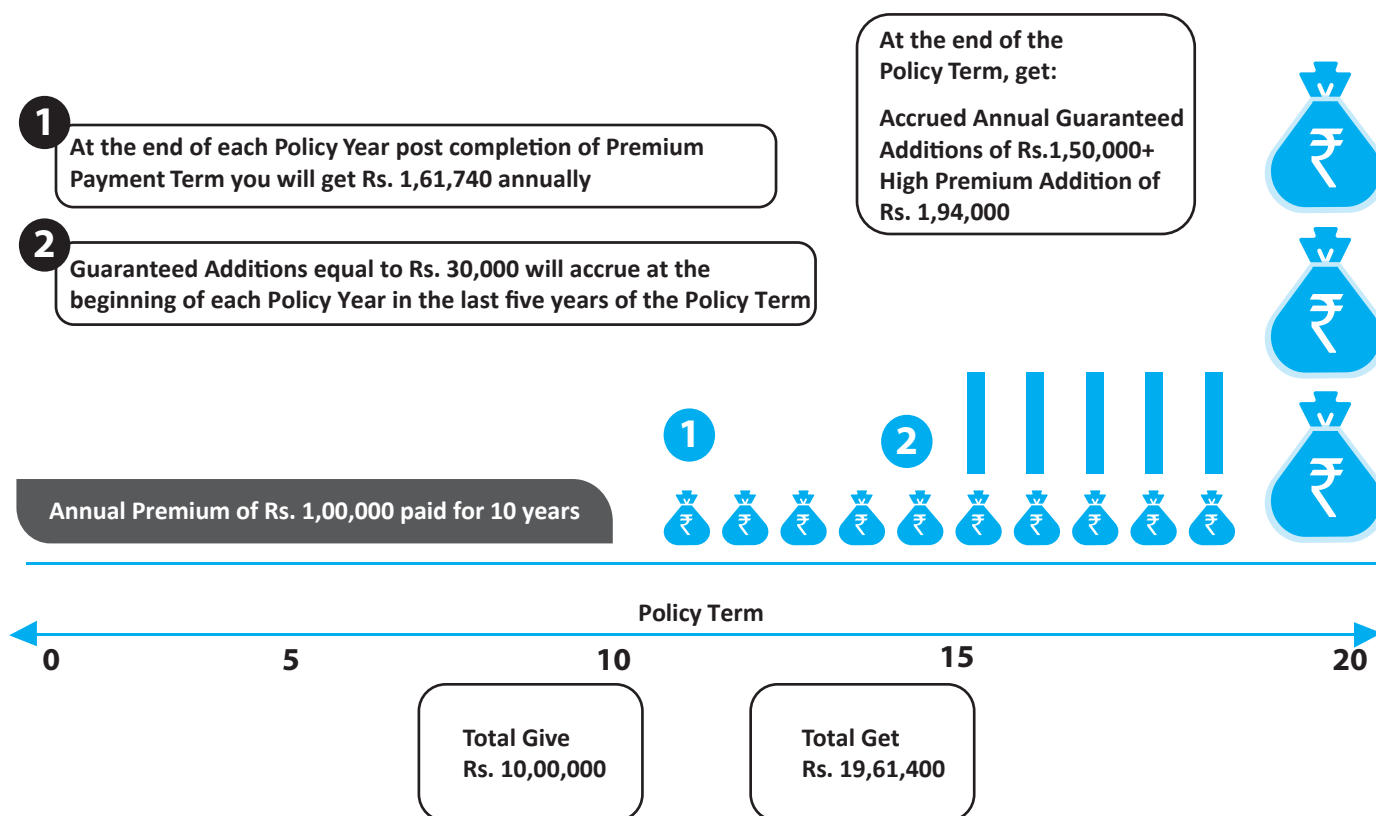 1
At the end of each Policy Year post completion of Premium
Payment Term you will get Rs. 1,61,740 annually
2
Guaranteed Additions equal to Rs. 30,000 will accrue at the
beginning of each Policy Year in the last five years of the Policy Term
At the end of the
Policy Term, get:
Accrued Annual Guaranteed
Additions of Rs.1,50,000+
High Premium Addition of
Rs. 1,94,000
₹
₹
₹
1
2
Annual Premium of Rs. 1,00,000 paid for 10 years
₹ ₹ ₹ ₹ ₹ ₹ ₹ ₹ ₹ ₹
Policy Term
0 5 10 15 20
Total Give
Rs. 10,00,000
Total Get
Rs. 19,61,400